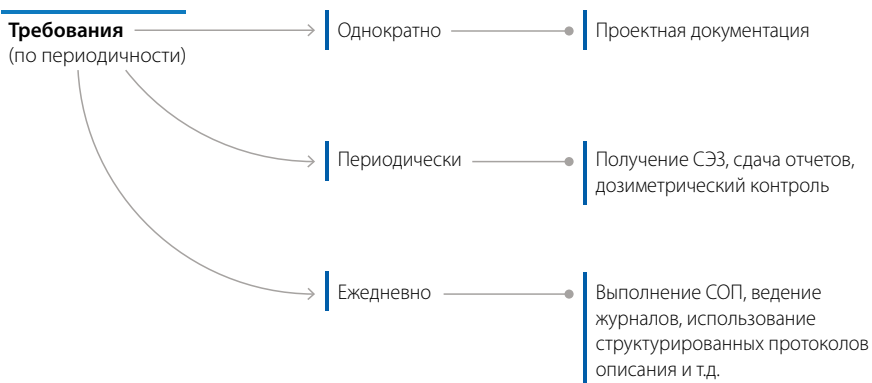 Требования
(по периодичности)
Однократно
Проектная документация
Периодически
Получение СЭЗ, сдача отчетов,
дозиметрический контроль
Ежедневно
Выполнение СОП, ведение
журналов, использование
структурированных протоколов
описания и т.д.